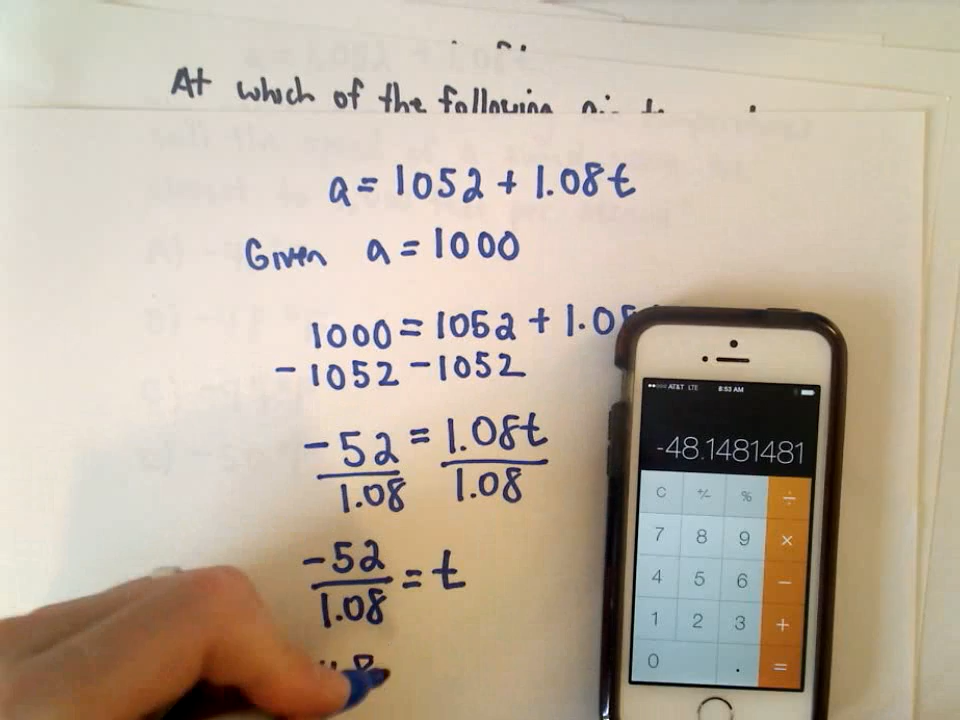 At which of the following
a = 1052 + 1.08t
Given a = 1000
1000 = 1052 + 1.08
-1052 -1052
-52 = 1.08t
1.08 1.08
-52 = t
1.08
AT&T LTE 8:53 AM
-48.1481481
C +/- % ÷
7 8 9 ×
4 5 6 −
1 2 3 +
0 . =